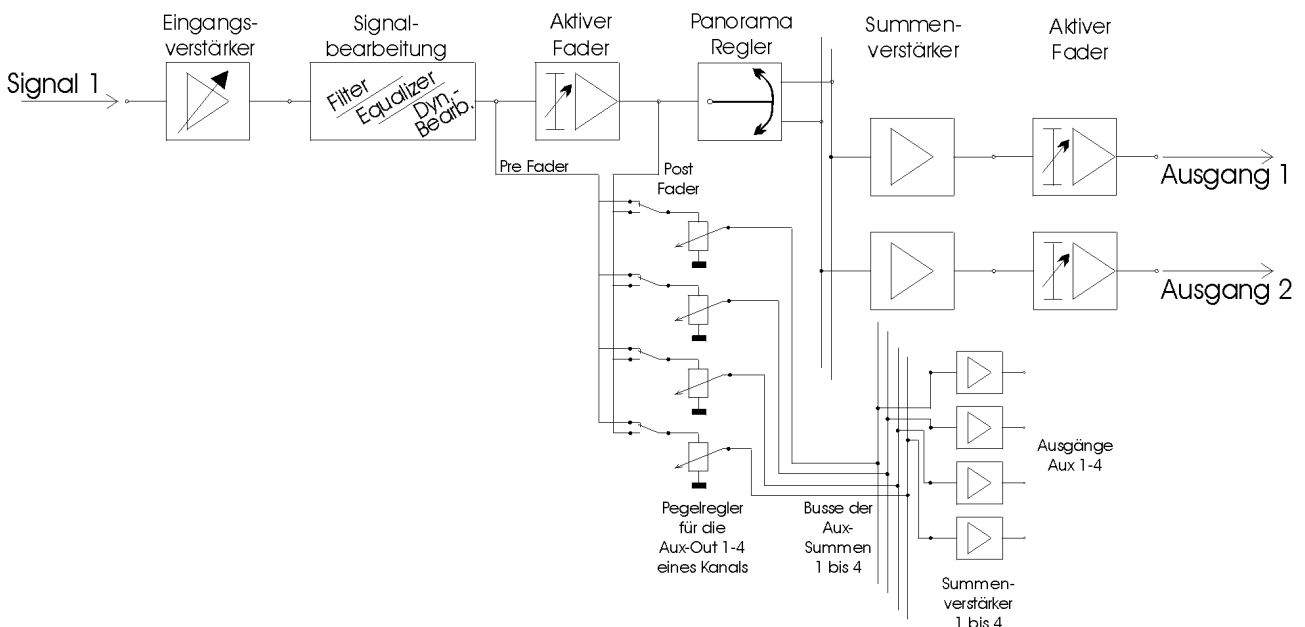 Eingangs-
verstärker
Signal-
bearbeitung
Aktiver
Fader
Panorama
Regler
Summen-
verstärker
Aktiver
Fader
Signal 1
Filter
Equalizer
Dyn.-
Bearb.
Pre Fader
Post
Fader
Ausgang 1
Ausgang 2
Ausgänge
Aux 1-4
Pegelregler
für die
Aux-Out 1-4
eines Kanals
Busse der
Aux-
Summen
1 bis 4
Summen-
verstärker
1 bis 4